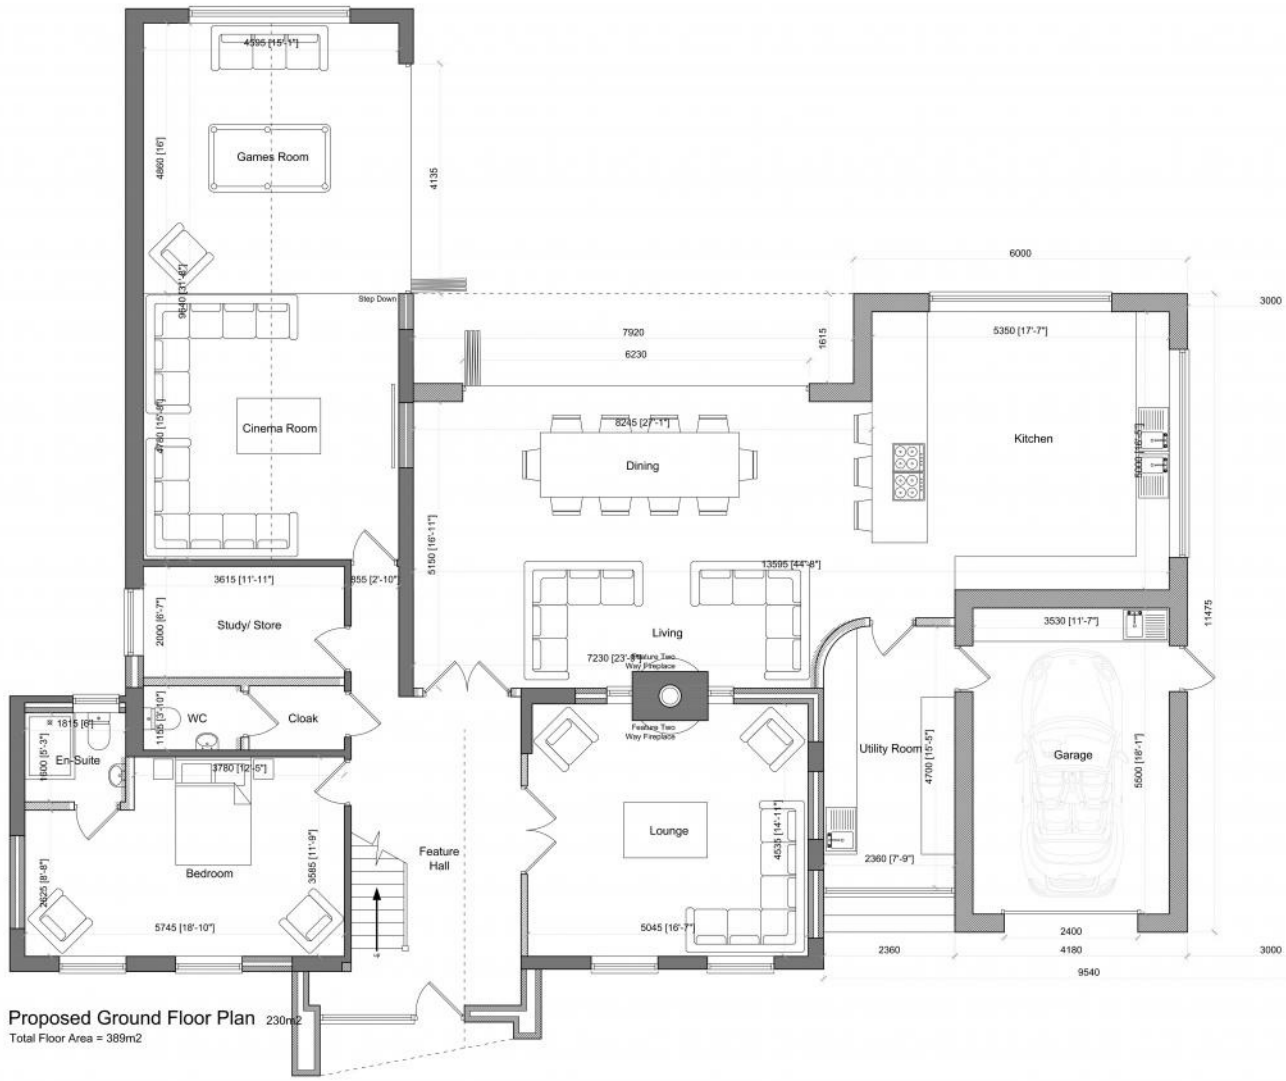 4595 [15'-1"]
4860 [16']
Games Room
4135
9640 [31'-8"]
Step Down
6000
3000
7920
6230
1615
5350 [17'-7"]
8245 [27'-1"]
4780 [15'-8"]
Cinema Room
Dining
Kitchen
5000 [16'-5"]
5150 [16'-11"]
3615 [11'-11"]
855 [2'-10"]
13595 [44'-8"]
2000 [6'-7"]
Study/ Store
Living
7230 [23'-9"]
Feature Two
Way Fireplace
3530 [11'-7"]
11475
1155 [3'-10"]
WC
Cloak
1815 [6']
Feature Two
Way Fireplace
1600 [5'-3"]
En-Suite
3780 [12'-5"]
Utility Room
4700 [15'-5"]
Garage
5500 [18'-1"]
Lounge
4535 [14'-11"]
Feature
Hall
2360 [7'-9"]
3585 [11'-9"]
2625 [8'-8"]
Bedroom
5745 [18'-10"]
5045 [16'-7"]
2400
2360
4180
3000
9540
Proposed Ground Floor Plan 230m2
Total Floor Area = 389m2